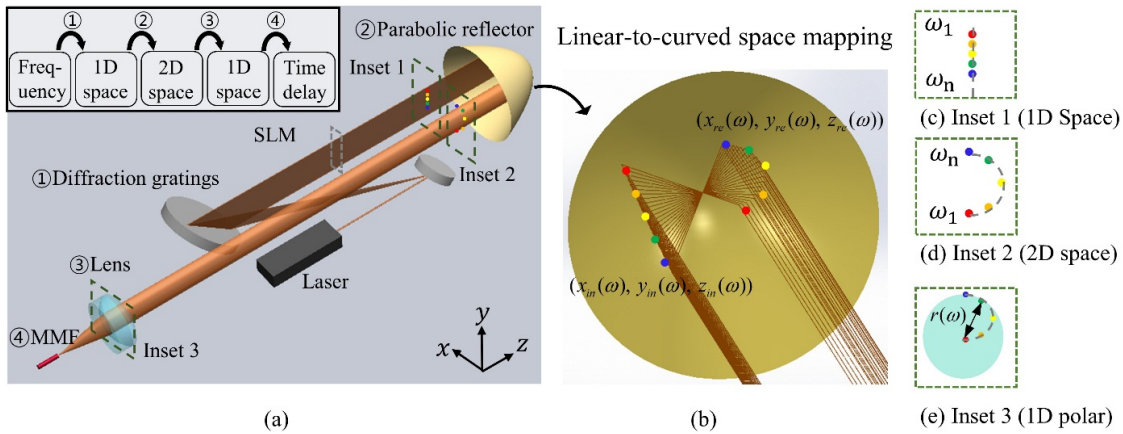 ① ② ③ ④
Freq-
uency
1D
space
2D
space
1D
space
Time
delay
②Parabolic reflector
Inset 1
SLM
Inset 2
①Diffraction gratings
Laser
③Lens
④MMF
Inset 3
y
x z
(a)
Linear-to-curved space mapping
(x_re(ω), y_re(ω), z_re(ω))
(x_in(ω), y_in(ω), z_in(ω))
(b)
ω₁
ωₙ
(c) Inset 1 (1D Space)
ωₙ
ω₁
(d) Inset 2 (2D space)
r(ω)
(e) Inset 3 (1D polar)